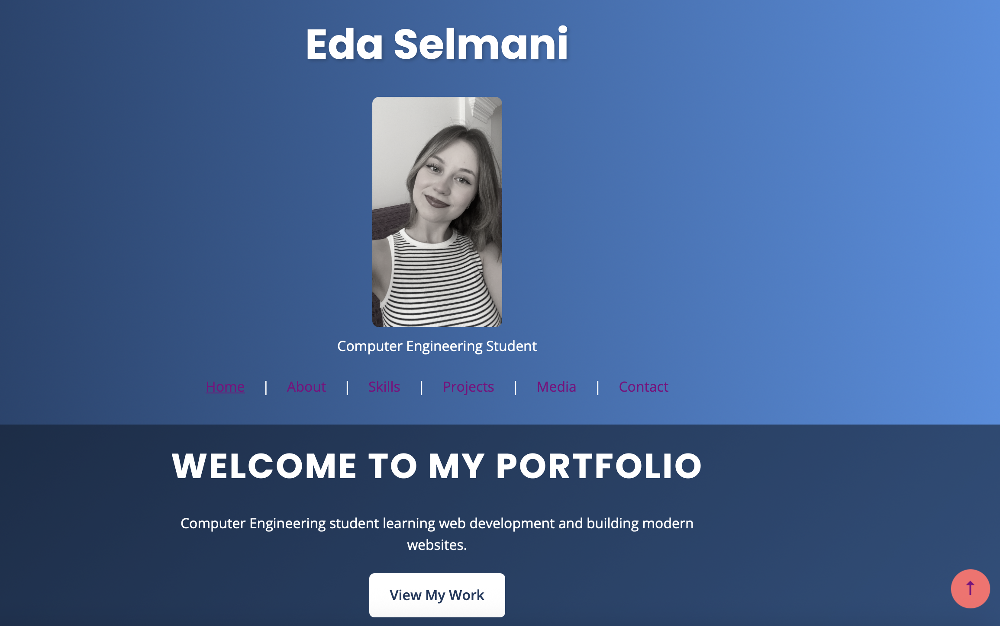 Eda Selmani
Computer Engineering Student
Home | About | Skills | Projects | Media | Contact
WELCOME TO MY PORTFOLIO
Computer Engineering student learning web development and building modern
websites.
View My Work
↑